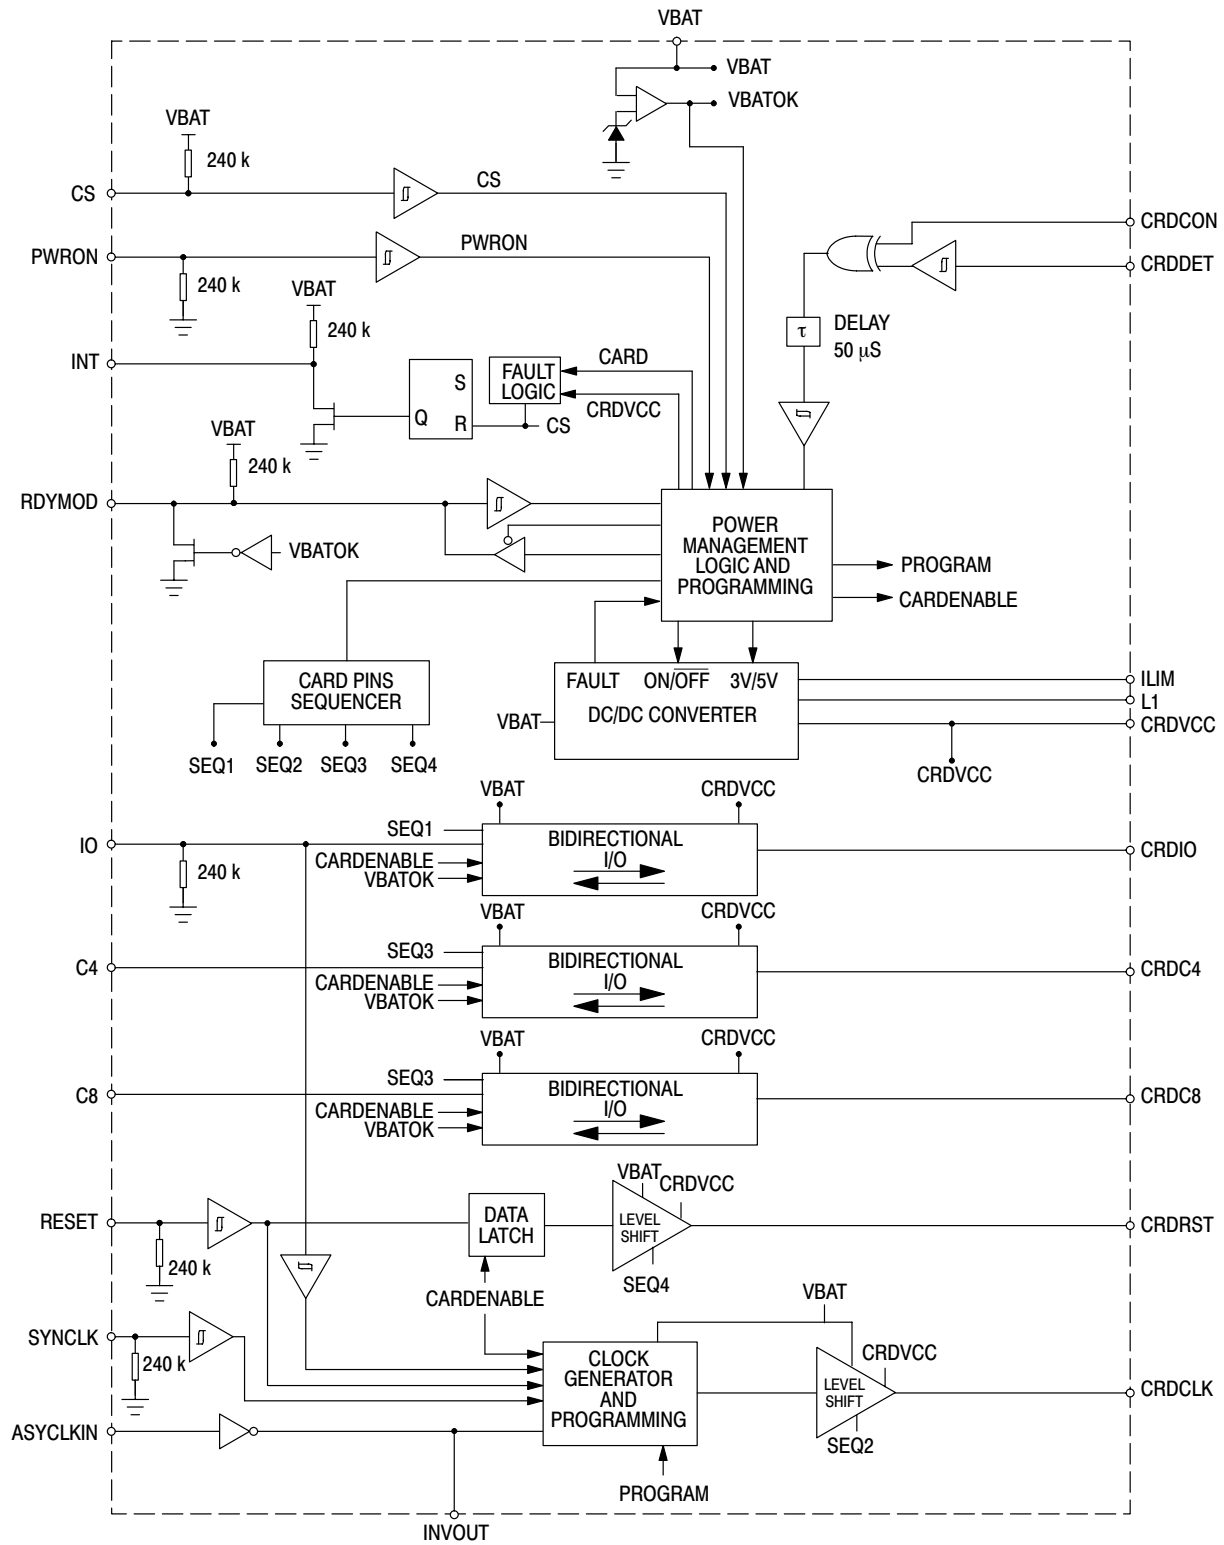 VBAT
VBAT
VBATOK
VBAT
240 k
CS
CS
PWRON
PWRON
240 k
CRDCON
CRDDET
VBAT
240 k
τ
DELAY
50 μS
INT
S
Q
R
FAULT
LOGIC
CARD
CRDVCC
CS
VBAT
240 k
RDYMOD
VBATOK
POWER
MANAGEMENT
LOGIC AND
PROGRAMMING
PROGRAM
CARDENABLE
CARD PINS
SEQUENCER
SEQ1
SEQ2
SEQ3
SEQ4
FAULT
ON/OFF
3V/5V
DC/DC CONVERTER
VBAT
ILIM
L1
CRDVCC
CRDVCC
VBAT
CRDVCC
IO
240 k
SEQ1
CARDENABLE
VBATOK
BIDIRECTIONAL
I/O
CRDIO
VBAT
CRDVCC
C4
SEQ3
CARDENABLE
VBATOK
BIDIRECTIONAL
I/O
CRDC4
VBAT
CRDVCC
C8
SEQ3
CARDENABLE
VBATOK
BIDIRECTIONAL
I/O
CRDC8
RESET
240 k
DATA
LATCH
CARDENABLE
VBAT
CRDVCC
LEVEL
SHIFT
SEQ4
CRDRST
SYNCLK
240 k
CLOCK
GENERATOR
AND
PROGRAMMING
VBAT
CRDVCC
LEVEL
SHIFT
SEQ2
CRDCLK
ASYCLKIN
PROGRAM
INVOUT